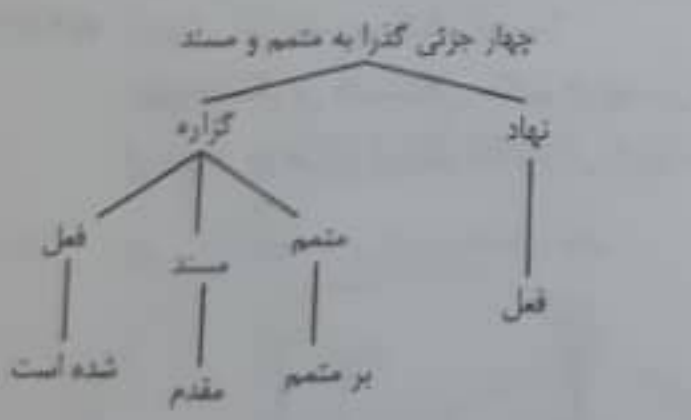 چهار جزئی گذرا به متمم و مسند
نهاد
گزاره
متمم
مسند
فعل
فعل
بر متمم
مقدم
شده است